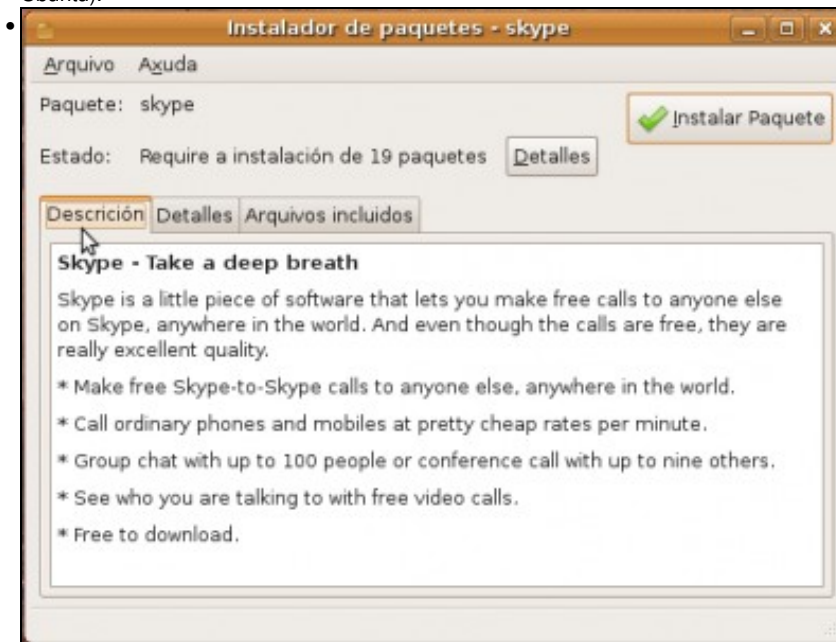 Instalador de paquetes - skype
Arquivo Axuda
Paquete: skype
Instalar Paquete
Estado: Require a instalación de 19 paquetes Detalles
Descrición Detalles Arquivos incluidos
Skype - Take a deep breath
Skype is a little piece of software that lets you make free calls to anyone else
on Skype, anywhere in the world. And even though the calls are free, they are
really excellent quality.
* Make free Skype-to-Skype calls to anyone else, anywhere in the world.
* Call ordinary phones and mobiles at pretty cheap rates per minute.
* Group chat with up to 100 people or conference call with up to nine others.
* See who you are talking to with free video calls.
* Free to download.